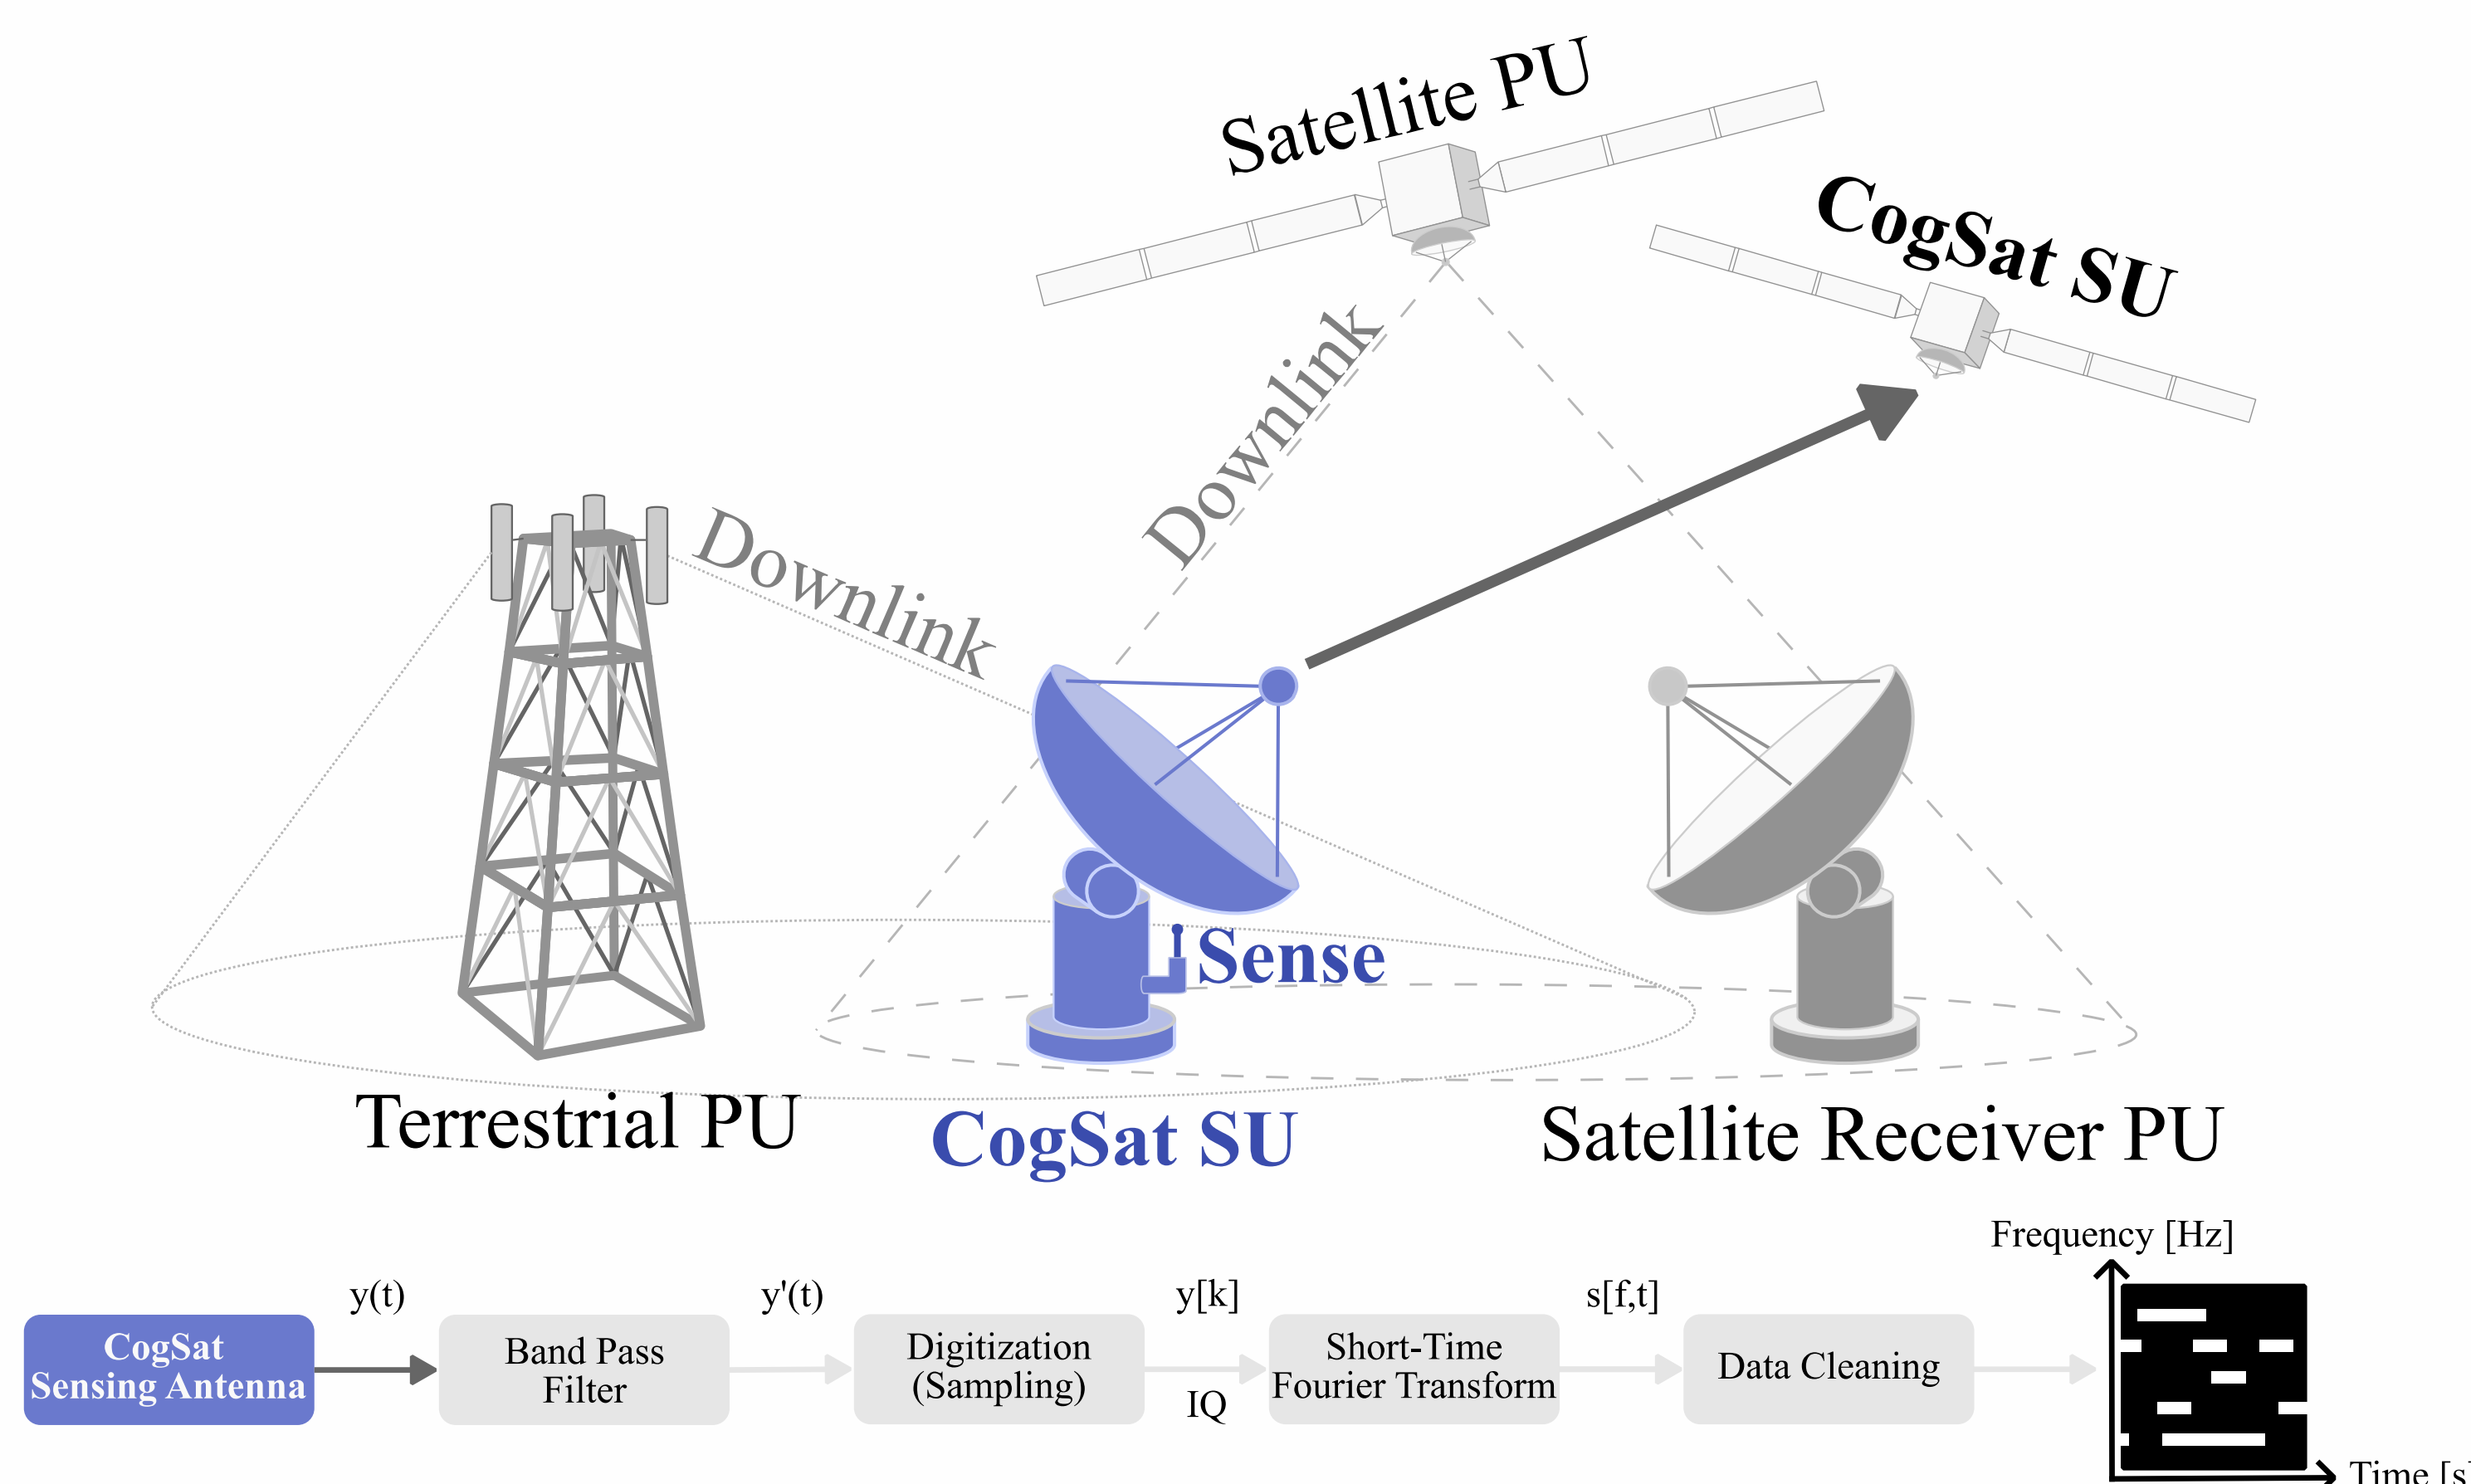 Satellite PU
CogSat SU
Downlink
Downlink
Sense
Terrestrial PU
CogSat SU
Satellite Receiver PU
CogSat
Sensing Antenna
y(t)
Band Pass
Filter
y'(t)
Digitization
(Sampling)
y[k]
IQ
Short-Time
Fourier Transform
s[f,t]
Data Cleaning
Frequency [Hz]
Time [s]